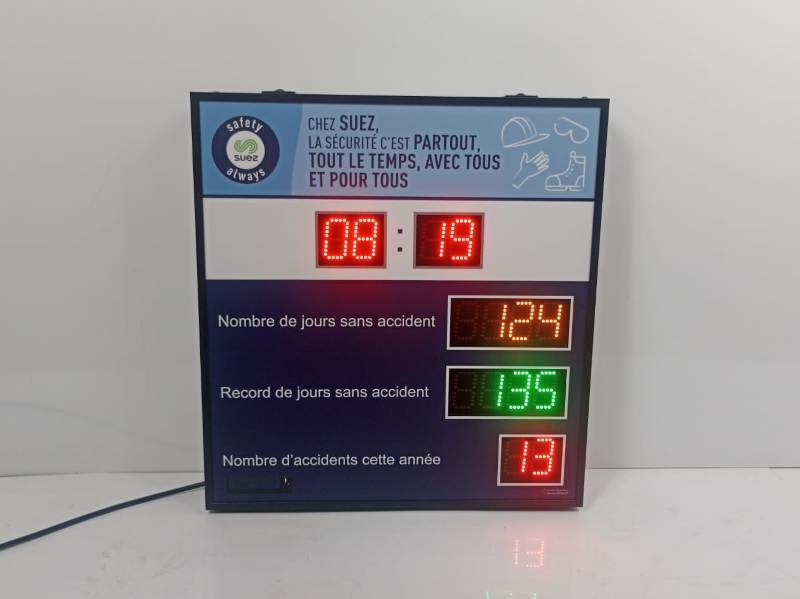 safety
suez
always
CHEZ SUEZ,
LA SÉCURITÉ C'EST PARTOUT,
TOUT LE TEMPS, AVEC TOUS
ET POUR TOUS
08 : 19
Nombre de jours sans accident 124
Record de jours sans accident 135
Nombre d'accidents cette année 13